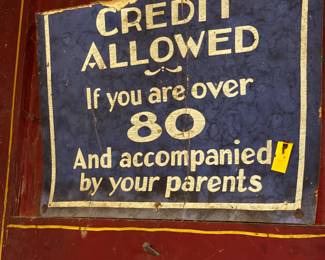 CREDIT
ALLOWED
If you are over
80
And accompanied
by your parents